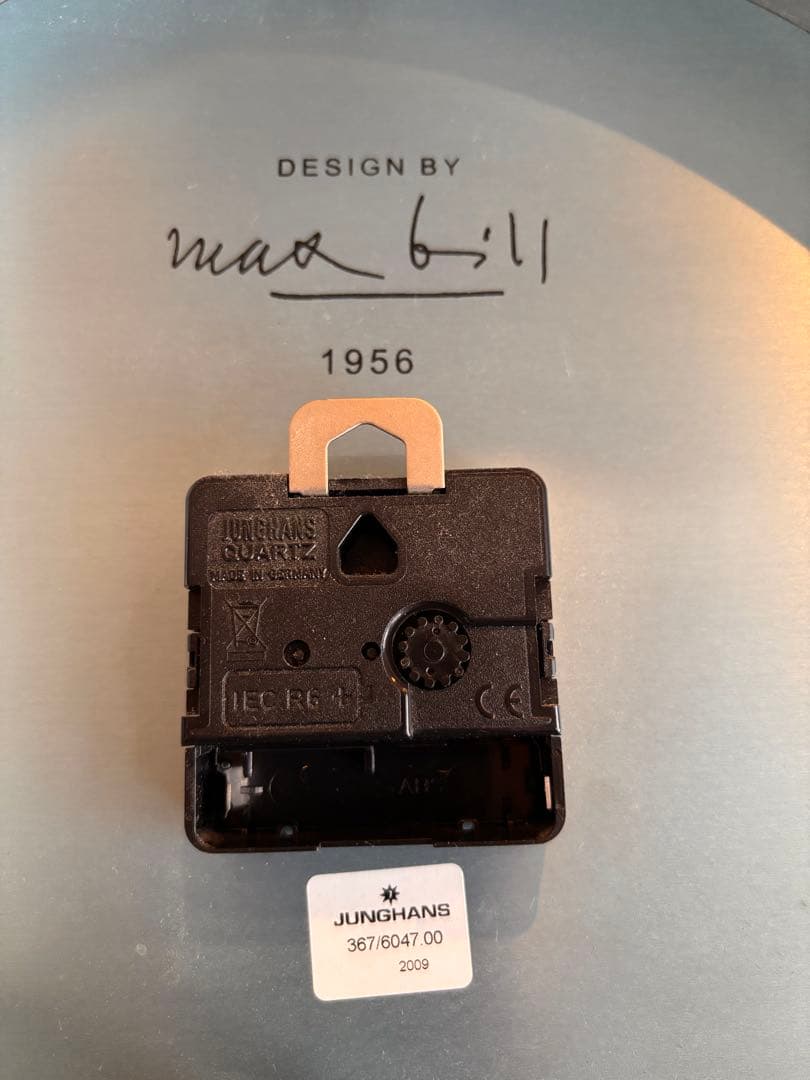 DESIGN BY
max bill
1956
JUNGHANS
QUARTZ
MADE IN GERMANY
IEC R6 +
CE
JUNGHANS
367/6047.00
2009